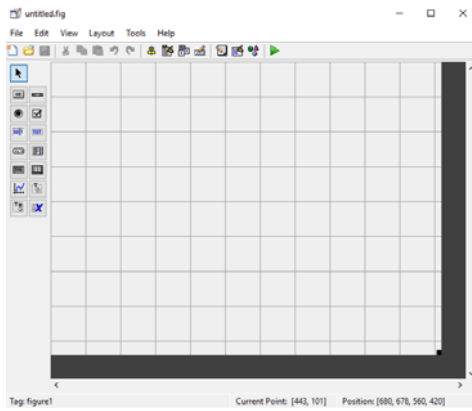 untitled.fig
File Edit View Layout Tools Help
Tag: figure1 Current Point: [443, 101] Position: [680, 678, 560, 420]